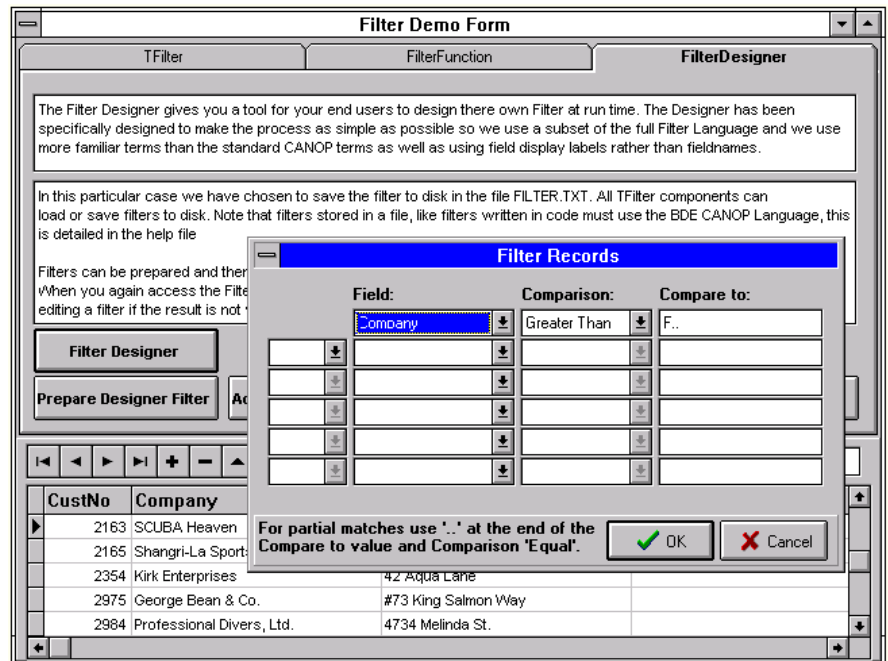 Filter Demo Form
TFilter
FilterFunction
FilterDesigner
The Filter Designer gives you a tool for your end users to design there own Filter at run time. The Designer has been
specifically designed to make the process as simple as possible so we use a subset of the full Filter Language and we use
more familiar terms than the standard CANOP terms as well as using field display labels rather than fieldnames.
In this particular case we have chosen to save the filter to disk in the file FILTER.TXT. All TFilter components can
load or save filters to disk. Note that filters stored in a file, like filters written in code must use the BDE CANOP Language, this
is detailed in the help file
Filters can be prepared and
When you again access the
editing a filter if the result is not
Filter Records
Field: Comparison: Compare to:
Company Greater Than F..
Filter Designer
Prepare Designer Filter
CustNo Company
2163 SCUBA Heaven
2165 Shangri-La
2354 Kirk Enterprises 42 Aqua Lane
2975 George Bean & Co. #73 King Salmon Way
2984 Professional Divers, Ltd. 4734 Melinda St.
For partial matches use '..' at the end of the
Compare to value and Comparison 'Equal'.
OK
Cancel